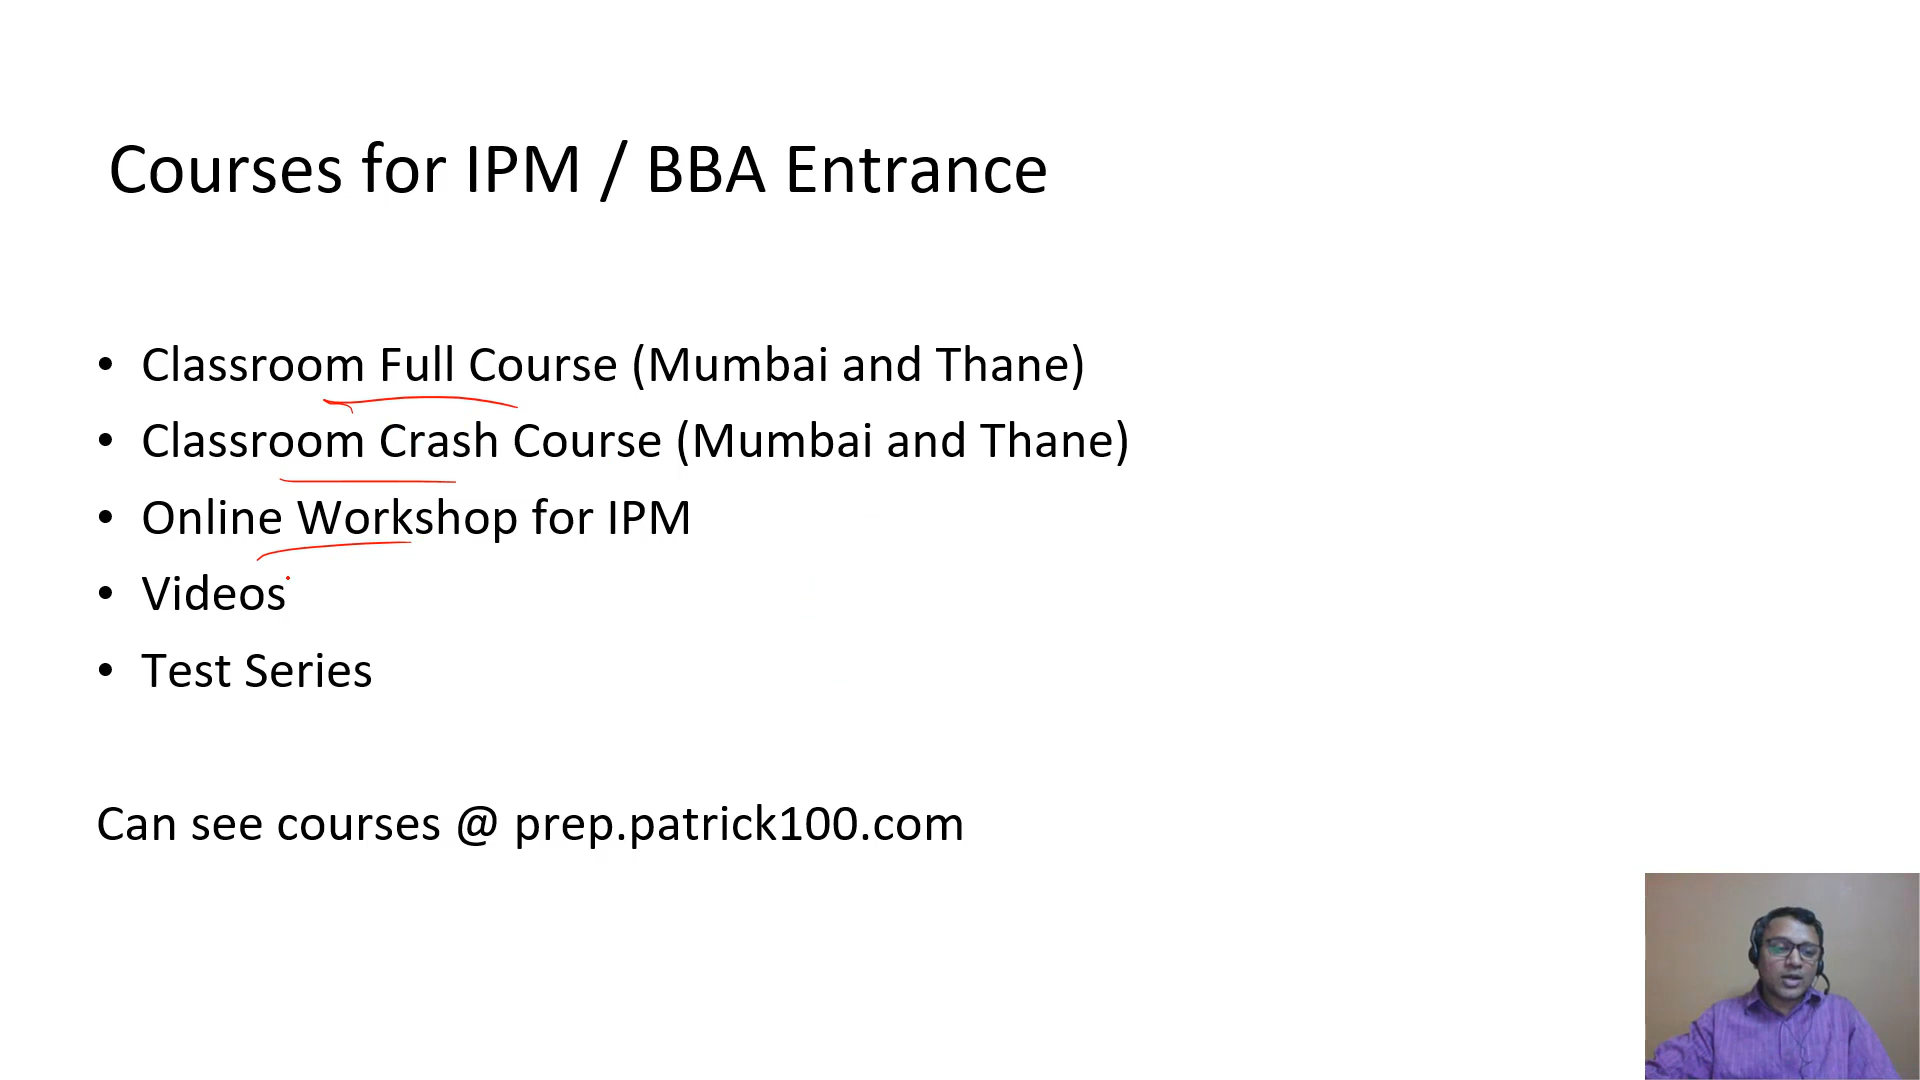 Courses for IPM / BBA Entrance
• Classroom Full Course (Mumbai and Thane)
• Classroom Crash Course (Mumbai and Thane)
• Online Workshop for IPM
• Videos
• Test Series
Can see courses @ prep.patrick100.com